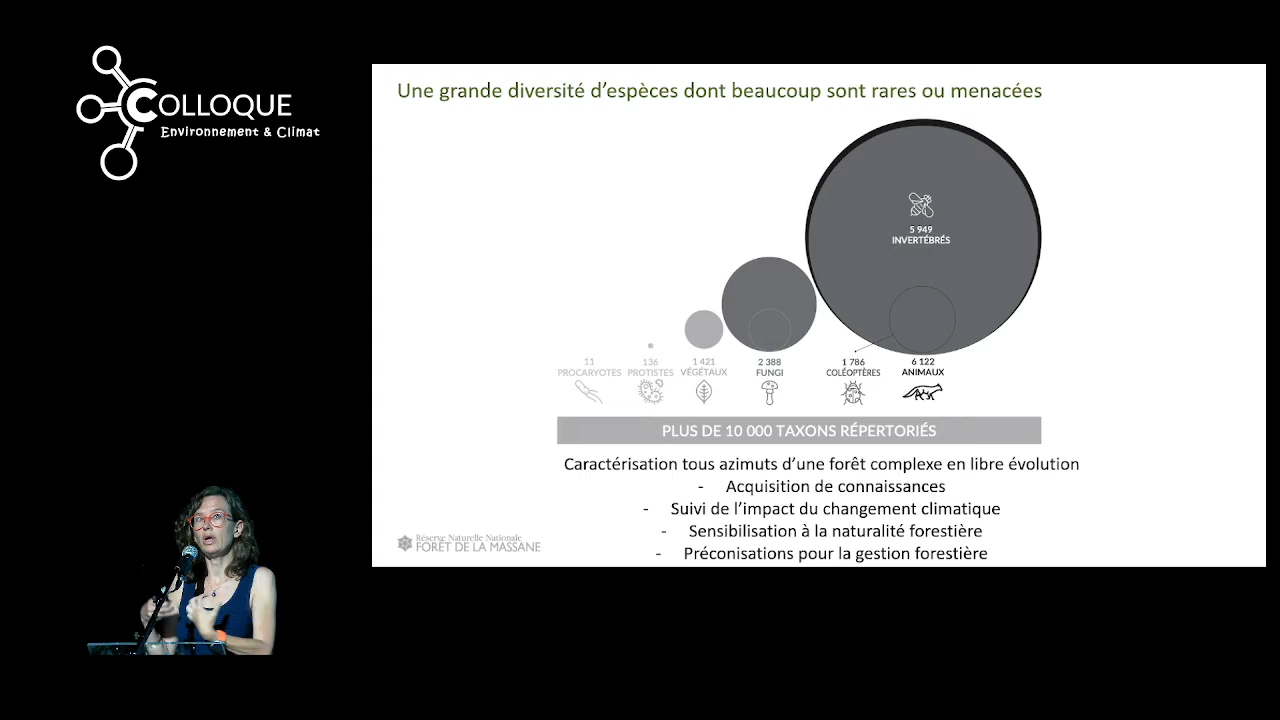 COLLOQUE
Environnement & Climat
Une grande diversité d'espèces dont beaucoup sont rares ou menacées
5 949
INVERTÉBRÉS
11
PROCARYOTES
136
PROTISTES
1 421
VÉGÉTAUX
2 388
FUNGI
1 786
COLÉOPTÈRES
6 122
ANIMAUX
PLUS DE 10 000 TAXONS RÉPERTORIÉS
Caractérisation tous azimuts d'une forêt complexe en libre évolution
- Acquisition de connaissances
- Suivi de l'impact du changement climatique
- Sensibilisation à la naturalité forestière
- Préconisations pour la gestion forestière
Réserve Naturelle Nationale
FORÊT DE LA MASSANE